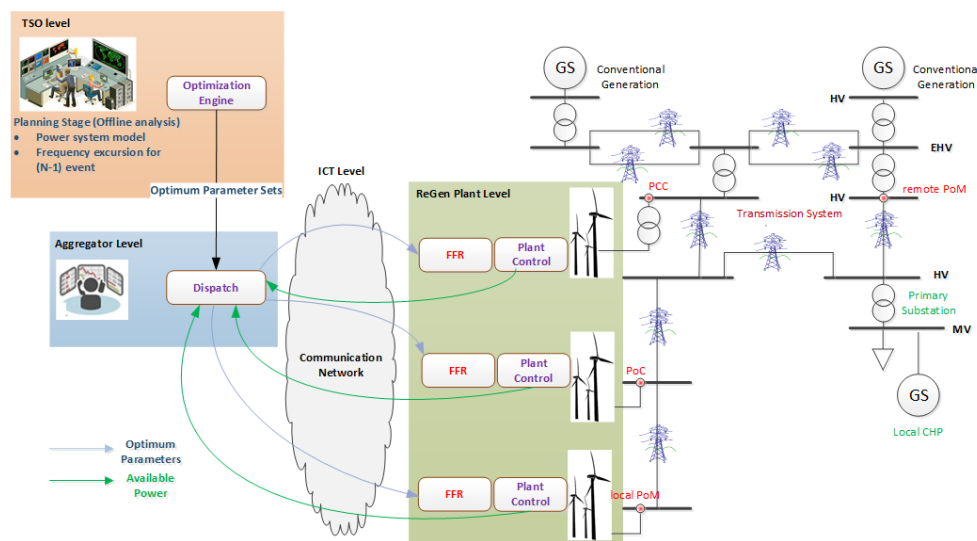 TSO level
Optimization
Engine
Planning Stage (Offline analysis)
• Power system model
• Frequency excursion for
(N-1) event
Optimum Parameter Sets
Aggregator Level
Dispatch
ICT Level
Communication
Network
Optimum
Parameters
Available
Power
ReGen Plant Level
FFR
Plant
Control
FFR
Plant
Control
FFR
Plant
Control
GS
Conventional
Generation
GS
Conventiona
Generation
HV
EHV
PCC
HV
remote PoM
Transmission System
HV
Primary
Substation
MV
PoC
GS
Local CHP
local PoM